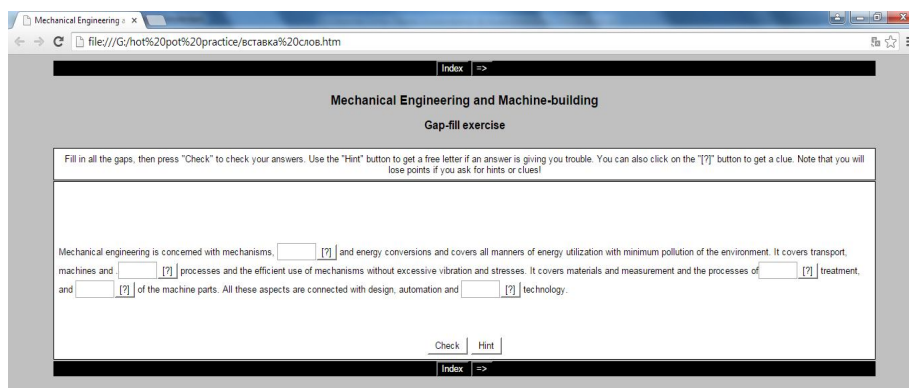 Mechanical Engineering a
file:///G:/hot%20pot%20practice/вставка%20слов.htm
Index =>
Mechanical Engineering and Machine-building
Gap-fill exercise
Fill in all the gaps, then press "Check" to check your answers. Use the "Hint" button to get a free letter if an answer is giving you trouble. You can also click on the "[?]" button to get a clue. Note that you will
lose points if you ask for hints or clues!
Mechanical engineering is concerned with mechanisms, [?] and energy conversions and covers all manners of energy utilization with minimum pollution of the environment. It covers transport,
machines and . [?] processes and the efficient use of mechanisms without excessive vibration and stresses. It covers materials and measurement and the processes of [?] treatment,
and [?] of the machine parts. All these aspects are connected with design, automation and [?] technology.
Check Hint
Index =>